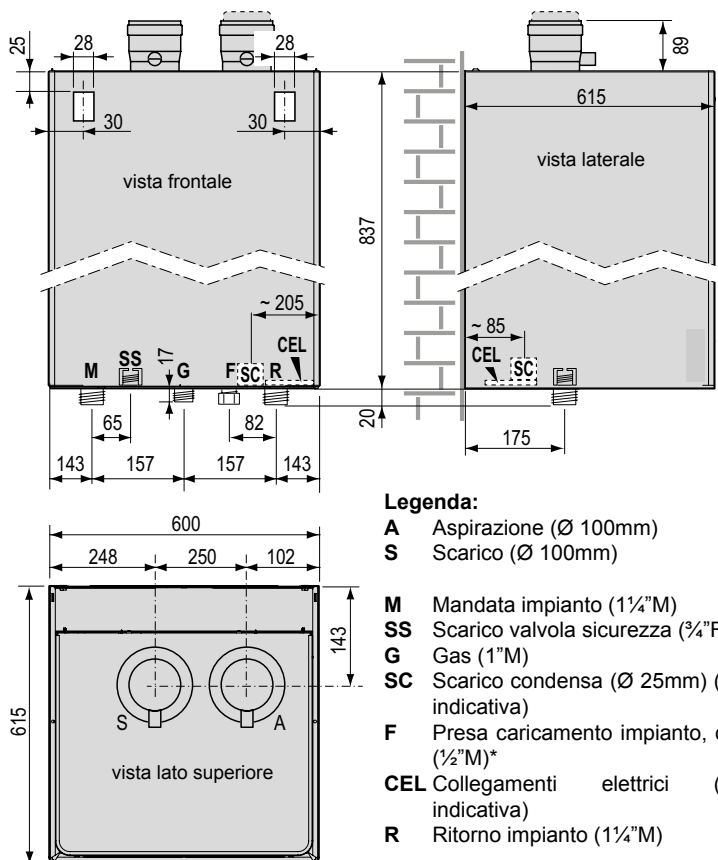 25
28
28
89
30
30
615
vista frontale
vista laterale
837
~ 205
~ 85
M
SS
17
G
F
SC
R
CEL
CEL
SC
65
82
20
175
143
157
157
143
600
248
250
102
143
615
S
A
vista lato superiore
Legenda:
A Aspirazione (Ø 100mm)
S Scarico (Ø 100mm)
M Mandata impianto (1¼”M)
SS Scarico valvola sicurezza (¾”F
G Gas (1”M)
SC Scarico condensa (Ø 25mm) (
indicativa)
F Presa caricamento impianto,
(½”M)*
CEL Collegamenti elettrici (
indicativa)
R Ritorno impianto (1¼”M)